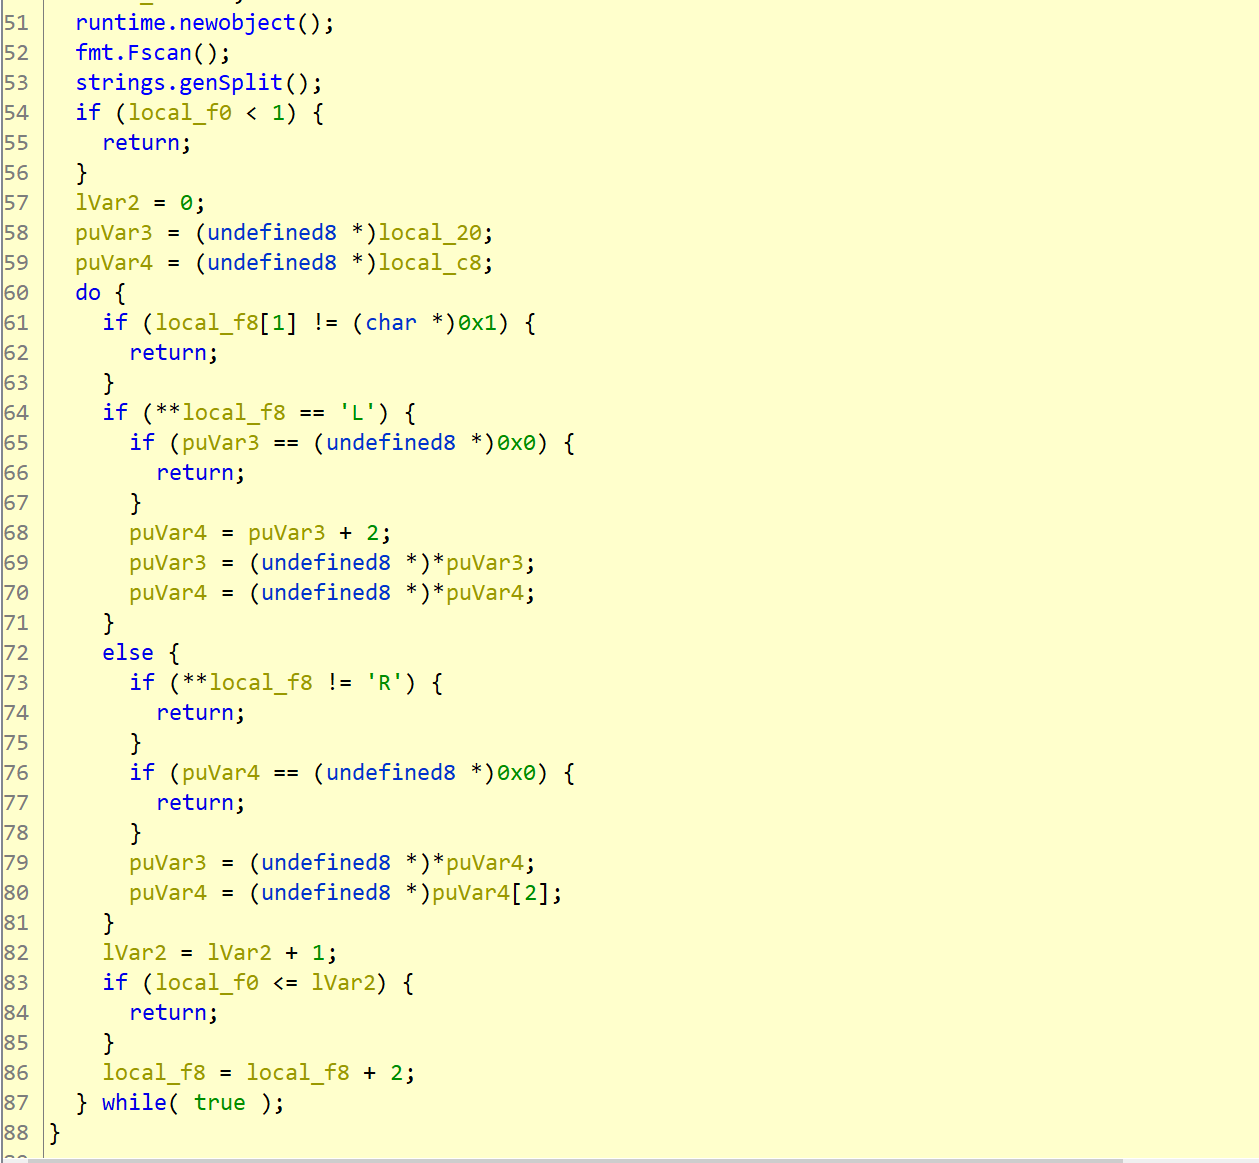 51 runtime.newobject();
52 fmt.Fscan();
53 strings.genSplit();
54 if (local_f0 < 1) {
55 return;
56 }
57 lVar2 = 0;
58 puVar3 = (undefined8 *)local_20;
59 puVar4 = (undefined8 *)local_c8;
60 do {
61 if (local_f8[1] != (char *)0x1) {
62 return;
63 }
64 if (**local_f8 == 'L') {
65 if (puVar3 == (undefined8 *)0x0) {
66 return;
67 }
68 puVar4 = puVar3 + 2;
69 puVar3 = (undefined8 *)*puVar3;
70 puVar4 = (undefined8 *)*puVar4;
71 }
72 else {
73 if (**local_f8 != 'R') {
74 return;
75 }
76 if (puVar4 == (undefined8 *)0x0) {
77 return;
78 }
79 puVar3 = (undefined8 *)*puVar4;
80 puVar4 = (undefined8 *)puVar4[2];
81 }
82 lVar2 = lVar2 + 1;
83 if (local_f0 <= lVar2) {
84 return;
85 }
86 local_f8 = local_f8 + 2;
87 } while( true );
88 }